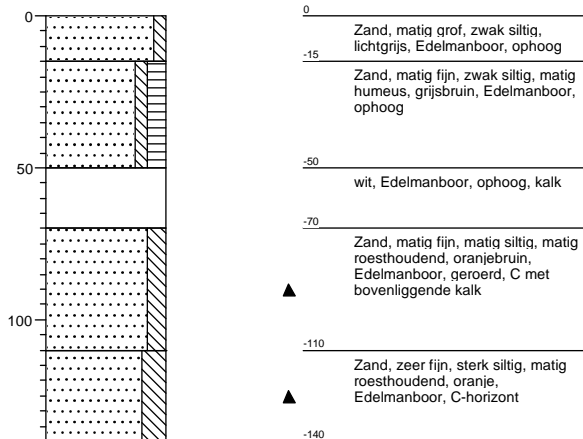 0
0
Zand, matig grof, zwak siltig,
lichtgrijs, Edelmanboor, ophoog
-15
Zand, matig fijn, zwak siltig, matig
humeus, grijsbruin, Edelmanboor,
ophoog
50
-50
wit, Edelmanboor, ophoog, kalk
-70
Zand, matig fijn, matig siltig, matig
roesthoudend, oranjebruin,
Edelmanboor, geroerd, C met
bovenliggende kalk
100
-110
Zand, zeer fijn, sterk siltig, matig
roesthoudend, oranje,
Edelmanboor, C-horizont
-140